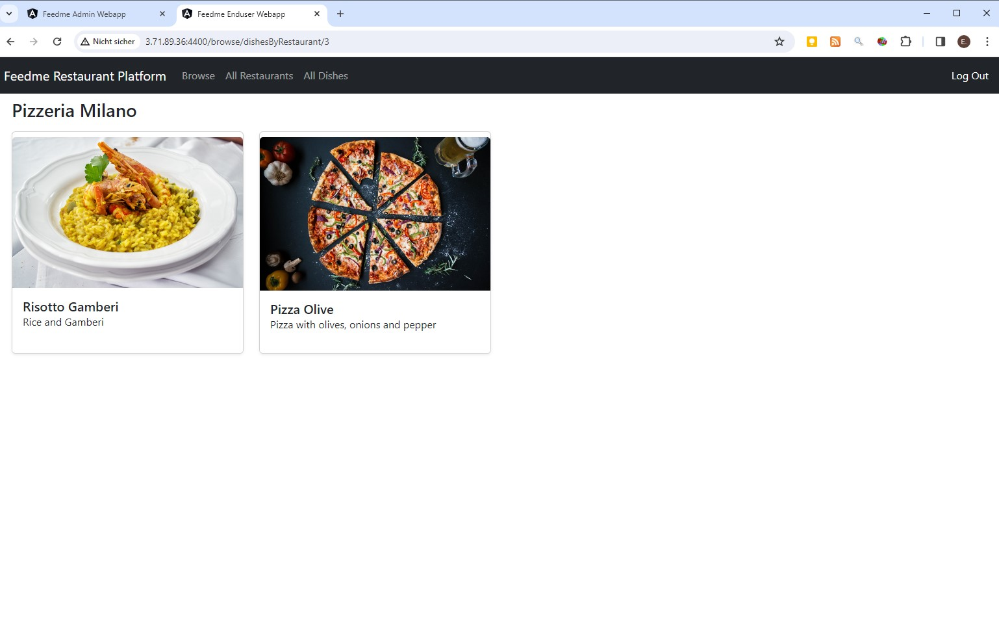 Feedme Admin Webapp
Feedme Enduser Webapp
Nicht sicher
3.71.89.36:4400/browse/dishesByRestaurant/3
E.
Feedme Restaurant Platform
Browse
All Restaurants
All Dishes
Log Out
Pizzeria Milano
Risotto Gamberi
Rice and Gamberi
Pizza Olive
Pizza with olives, onions and pepper